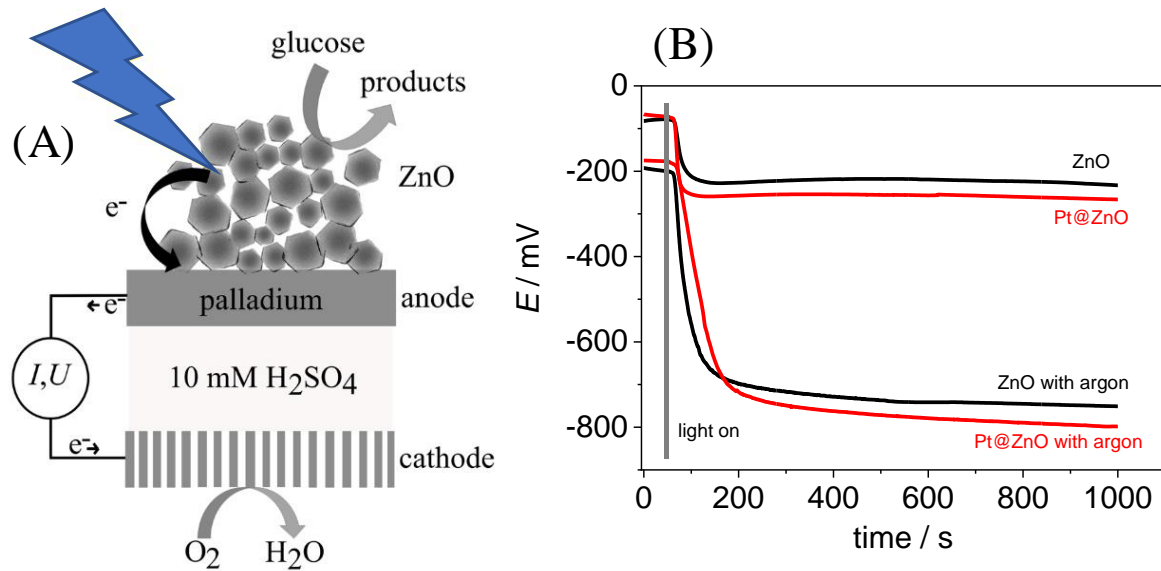 (A)
glucose
products
ZnO
e-
palladium
anode
e-
I,U
10 mM H2SO4
e-
cathode
O2
H2O
(B)
E / mV
0
-200
-400
-600
-800
ZnO
Pt@ZnO
ZnO with argon
Pt@ZnO with argon
light on
0
200
400
600
800
1000
time / s